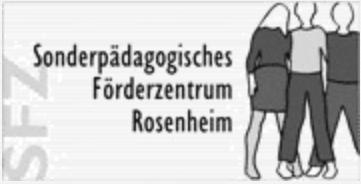 SFZ
Sonderpädagogisches
Förderzentrum
Rosenheim